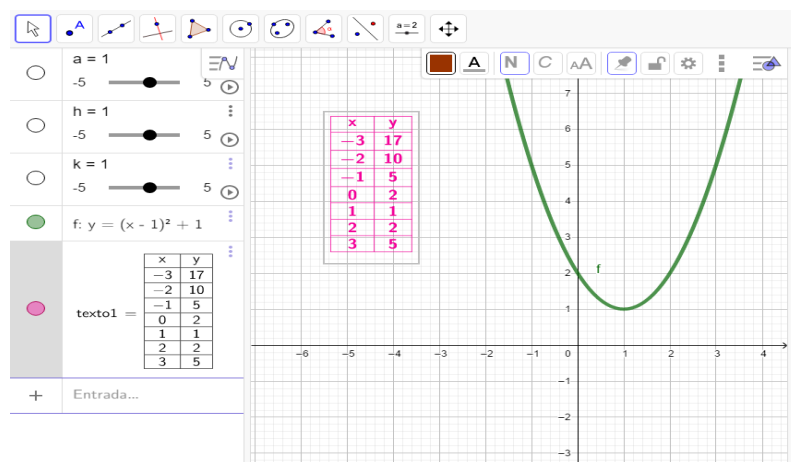 A
a=2
a = 1
-5 5
h = 1
-5 5
k = 1
-5 5
f: y = (x - 1)² + 1
texto1 =
x y
−3 17
−2 10
−1 5
0 2
1 1
2 2
3 5
+ Entrada...
A N C AA
x y
−3 17
−2 10
−1 5
0 2
1 1
2 2
3 5
f
7
6
5
4
3
2
1
−6 −5 −4 −3 −2 −1 0 1 2 3 4
−1
−2
−3